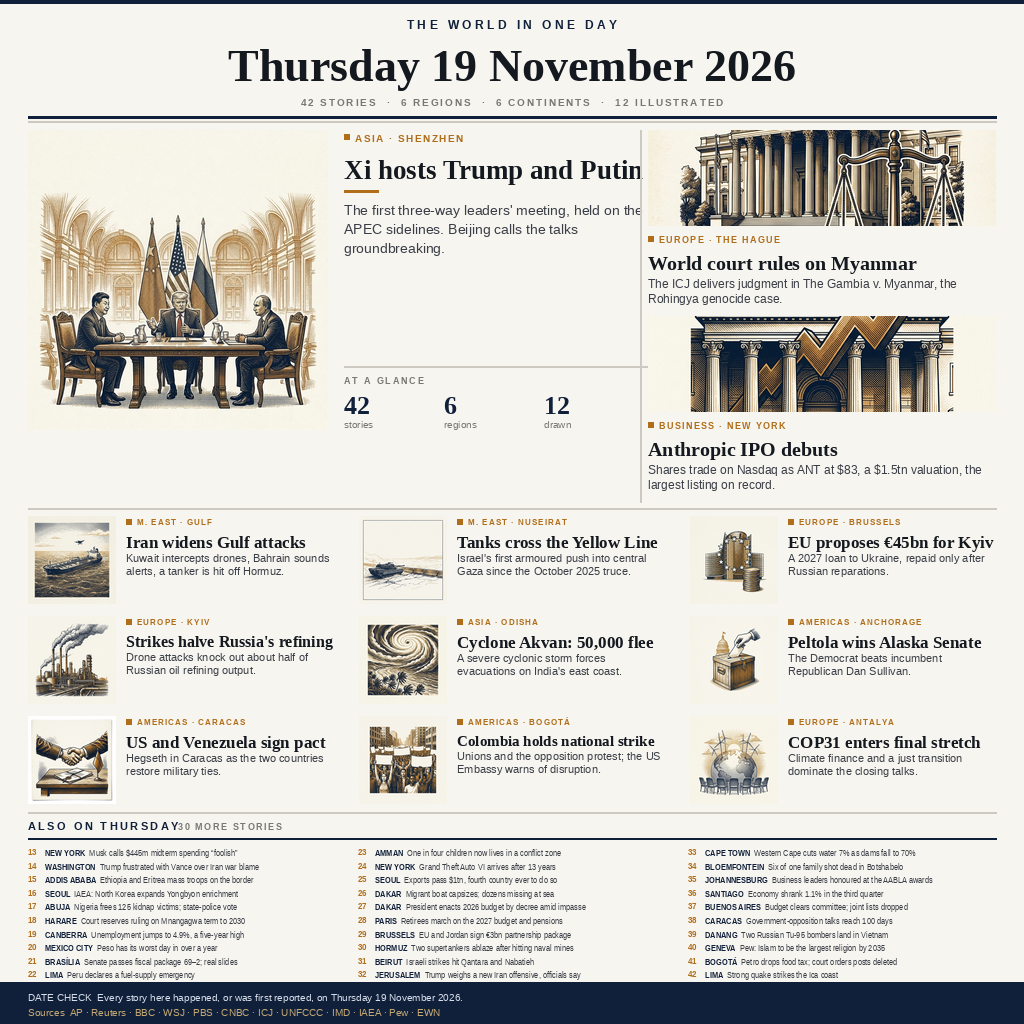 THE WORLD IN ONE DAY
Thursday 19 November 2026
42 STORIES · 6 REGIONS · 6 CONTINENTS · 12 ILLUSTRATED
ASIA · SHENZHEN
Xi hosts Trump and Putin
The first three-way leaders' meeting, held on the
APEC sidelines. Beijing calls the talks
groundbreaking.
AT A GLANCE
42 6 12
stories regions drawn
EUROPE · THE HAGUE
World court rules on Myanmar
The ICJ delivers judgment in The Gambia v. Myanmar, the
Rohingya genocide case.
BUSINESS · NEW YORK
Anthropic IPO debuts
Shares trade on Nasdaq as ANT at $83, a $1.5tn valuation, the
largest listing on record.
M. EAST · GULF
Iran widens Gulf attacks
Kuwait intercepts drones, Bahrain sounds
alerts, a tanker is hit off Hormuz.
M. EAST · NUSEIRAT
Tanks cross the Yellow Line
Israel's first armoured push into central
Gaza since the October 2025 truce.
EUROPE · BRUSSELS
EU proposes €45bn for Kyiv
A 2027 loan to Ukraine, repaid only after
Russian reparations.
EUROPE · KYIV
Strikes halve Russia's refining
Drone attacks knock out about half of
Russian oil refining output.
ASIA · ODISHA
Cyclone Akvan: 50,000 flee
A severe cyclonic storm forces
evacuations on India's east coast.
AMERICAS · ANCHORAGE
Peltola wins Alaska Senate
The Democrat beats incumbent
Republican Dan Sullivan.
AMERICAS · CARACAS
US and Venezuela sign pact
Hegseth in Caracas as the two countries
restore military ties.
AMERICAS · BOGOTÁ
Colombia holds national strike
Unions and the opposition protest; the US
Embassy warns of disruption.
EUROPE · ANTALYA
COP31 enters final stretch
Climate finance and a just transition
dominate the closing talks.
ALSO ON THURSDAY 30 MORE STORIES
13 NEW YORK Musk calls $445m midterm spending "foolish"
14 WASHINGTON Trump frustrated with Vance over Iran war blame
15 ADDIS ABABA Ethiopia and Eritrea mass troops on the border
16 SEOUL IAEA: North Korea expands Yongbyon enrichment
17 ABUJA Nigeria frees 126 kidnap victims; state-police vote
18 HARARE Court reserves ruling on Mnangagwa term to 2030
19 CANBERRA Unemployment jumps to 4.9%, a five-year high
20 MEXICO CITY Peso has its worst day in over a year
21 BRASÍLIA Senate passes fiscal package 69–2; real slides
22 LIMA Peru declares a fuel-supply emergency
23 AMMAN One in four children now lives in a conflict zone
24 NEW YORK Grand Theft Auto VI arrives after 13 years
25 SEOUL Exports pass $1tn, fourth country ever to do so
26 DAKAR Migrant boat capsizes; dozens missing at sea
27 DAKAR President enacts 2026 budget by decree amid impasse
28 PARIS Retirees march on the 2027 budget and pensions
29 BRUSSELS EU and Jordan sign €3bn partnership package
30 HORMUZ Two supertankers ablaze after hitting naval mines
31 BEIRUT Israeli strikes hit Qantara and Nabatieh
32 JERUSALEM Trump weighs a new Iran offensive, officials say
33 CAPE TOWN Western Cape cuts water 7% as dams fall to 70%
34 BLOEMFONTEIN Six of one family shot dead in Botshabelo
35 JOHANNESBURG Business leaders honoured at the AABLA awards
36 SANTIAGO Economy shrank 1.1% in the third quarter
37 BUENOS AIRES Budget clears committee; joint lists dropped
38 CARACAS Government-opposition talks reach 100 days
39 DANANG Two Russian Tu-95 bombers land in Vietnam
40 GENEVA Pew: Islam to be the largest religion by 2035
41 BOGOTÁ Petro drops food tax; court orders posts deleted
42 LIMA Strong quake strikes the Ica coast
DATE CHECK Every story here happened, or was first reported, on Thursday 19 November 2026.
Sources AP · Reuters · BBC · WSJ · PBS · CNBC · ICJ · UNFCCC · IMD · IAEA · Pew · EWN